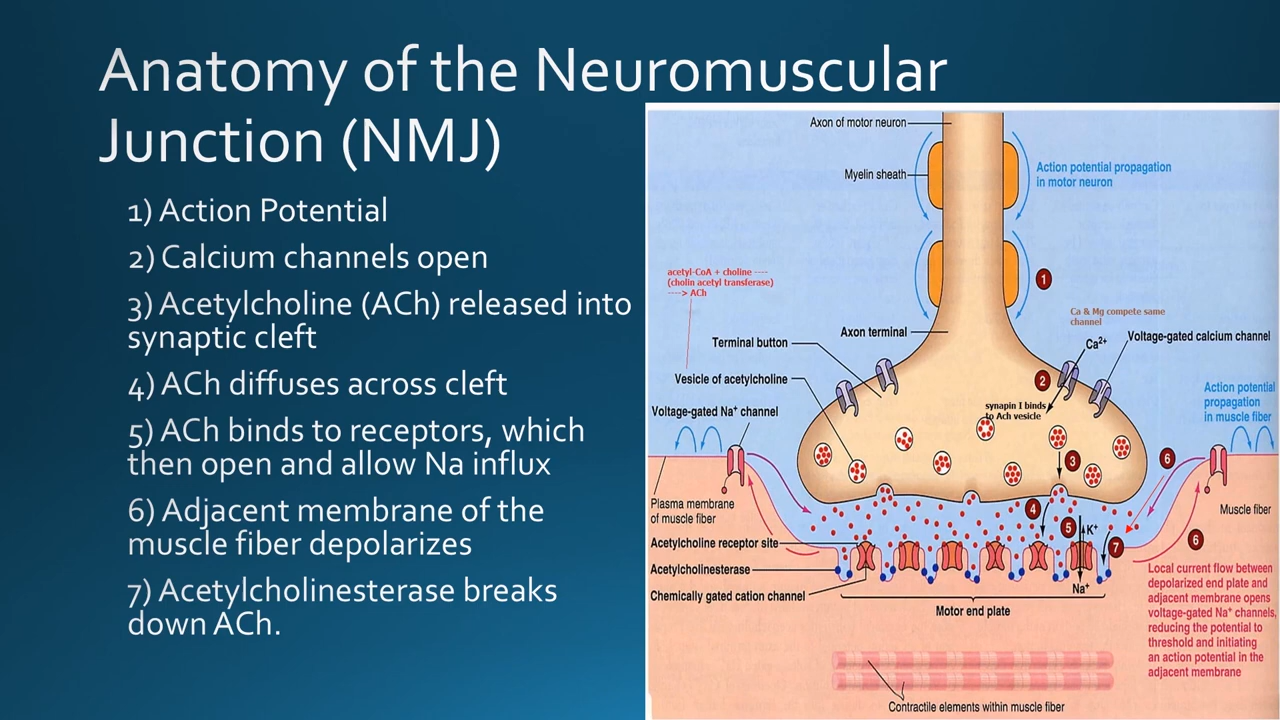 Anatomy of the Neuromuscular
Junction (NMJ)
1) Action Potential
2) Calcium channels open
3) Acetylcholine (ACh) released into
synaptic cleft
4) ACh diffuses across cleft
5) ACh binds to receptors, which
then open and allow Na influx
6) Adjacent membrane of the
muscle fiber depolarizes
7) Acetylcholinesterase breaks
down ACh.
Axon of motor neuron
Myelin sheath
Action potential propagation
in motor neuron
acetyl-CoA + choline ----
(cholin acetyl transferase)
----> ACh
1
Ca & Mg compete same
channel
Axon terminal
Terminal button
Ca2+
Voltage-gated calcium channel
Vesicle of acetylcholine
2
synapin I binds
to Ach vesicle
Action potential
propagation
in muscle fiber
Voltage-gated Na+ channel
3
6
Plasma membrane
of muscle fiber
4
5
K+
7
6
Muscle fiber
Acetylcholine receptor site
Acetylcholinesterase
Chemically gated cation channel
Na+
Motor end plate
Local current flow between
depolarized end plate and
adjacent membrane opens
voltage-gated Na+ channels,
reducing the potential to
threshold and initiating
an action potential in the
adjacent membrane
Contractile elements within muscle fiber